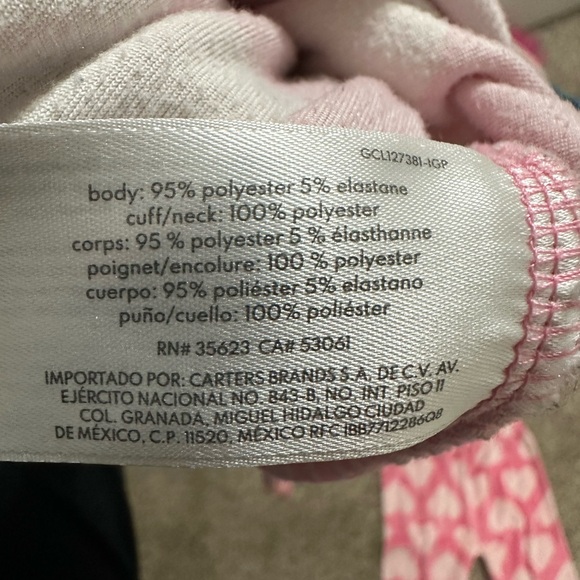 GCL127381-1GP
body: 95% polyester 5% elastane
cuff/neck: 100% polyester
corps: 95 % polyester 5 % élasthanne
poignet/encolure: 100 % polyester
cuerpo: 95% poliéster 5% elastano
puño/cuello: 100% poliéster
RN# 35623 CA# 53061
IMPORTADO POR: CARTERS BRANDS S.A. DE C.V. AV.
EJÉRCITO NACIONAL NO. 843-B, NO. INT. PISO 11
COL. GRANADA, MIGUEL HIDALGO CIUDAD
DE MÉXICO, C.P. 11520, MÉXICO RFC IBB771228608